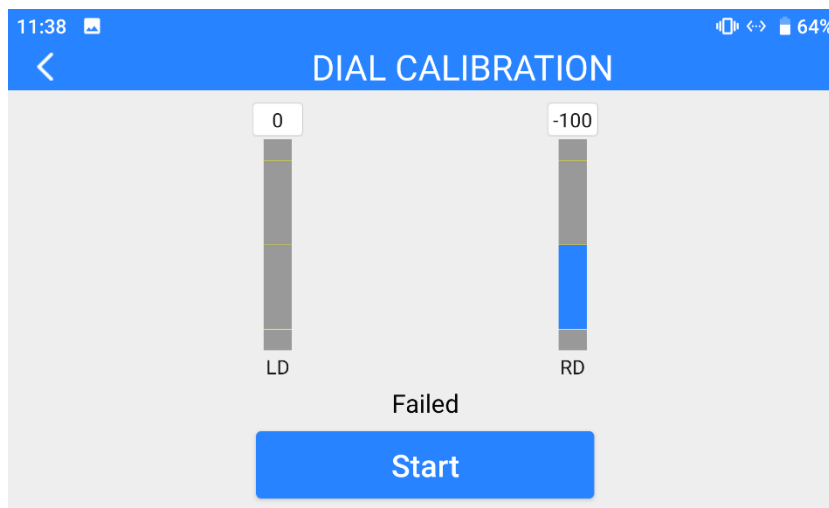 11:38 64%
DIAL CALIBRATION
0 -100
LD RD
Failed
Start